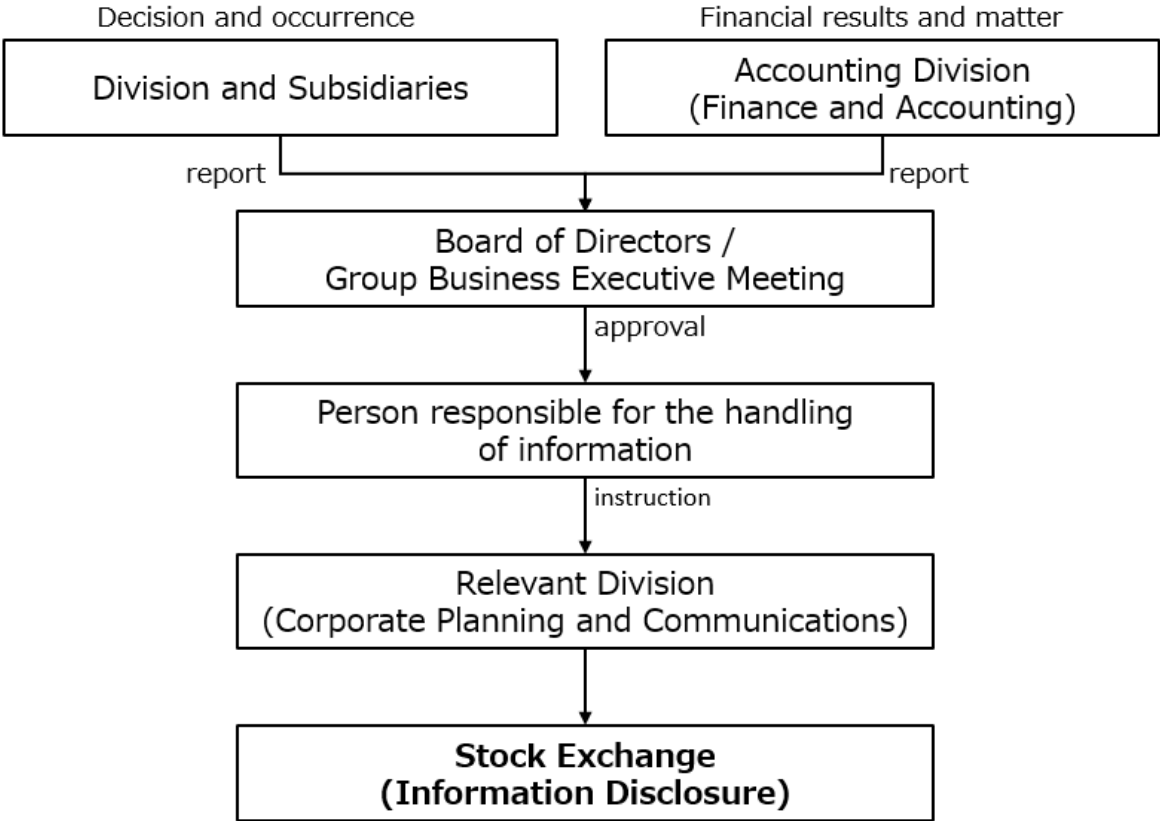 Decision and occurrence
Financial results and matter
Division and Subsidiaries
Accounting Division
(Finance and Accounting)
report
report
Board of Directors /
Group Business Executive Meeting
approval
Person responsible for the handling
of information
instruction
Relevant Division
(Corporate Planning and Communications)
Stock Exchange
(Information Disclosure)